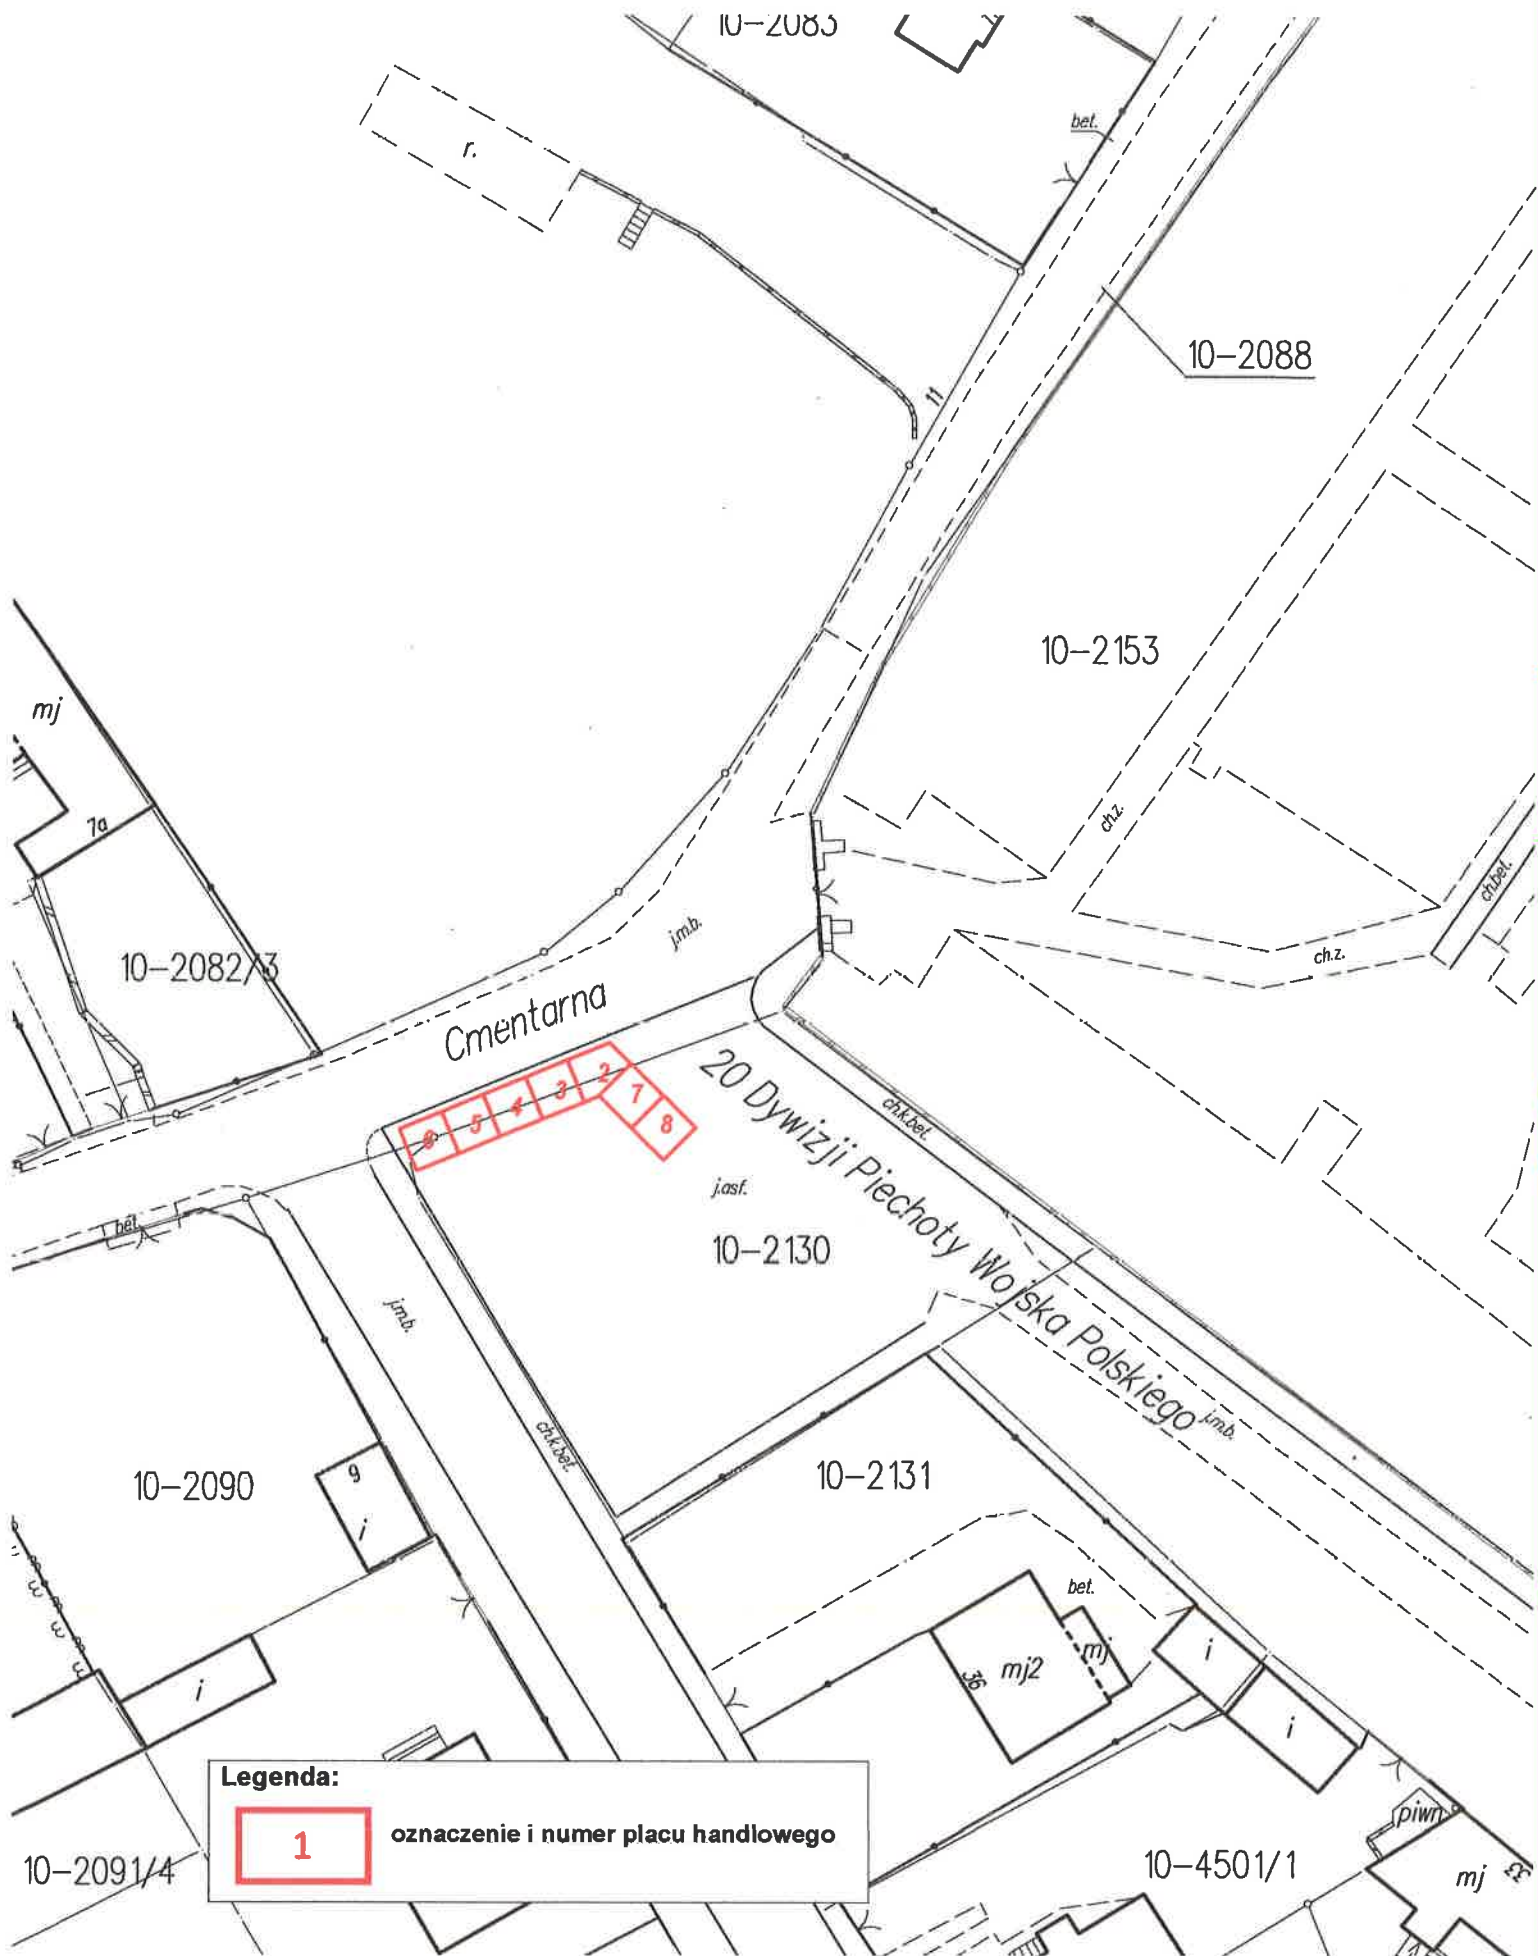 10-2083
bet.
r.
10-2088
11
10-2153
mj
7a
ch.z.
ch.bet.
j.m.b.
10-2082/3
ch.z.
Cmentarna
2
3
4
5
6
7
8
20 Dywizji Piechoty Wojska Polskiego
ch.k.bet.
j.asf.
bet.
10-2130
j.m.b.
j.m.b.
ch.k.bet.
10-2090
9
i
10-2131
bet.
i
mj2
mj
36
i
i
Legenda:
1
oznaczenie i numer placu handlowego
piwn.
10-2091/4
10-4501/1
mj
33